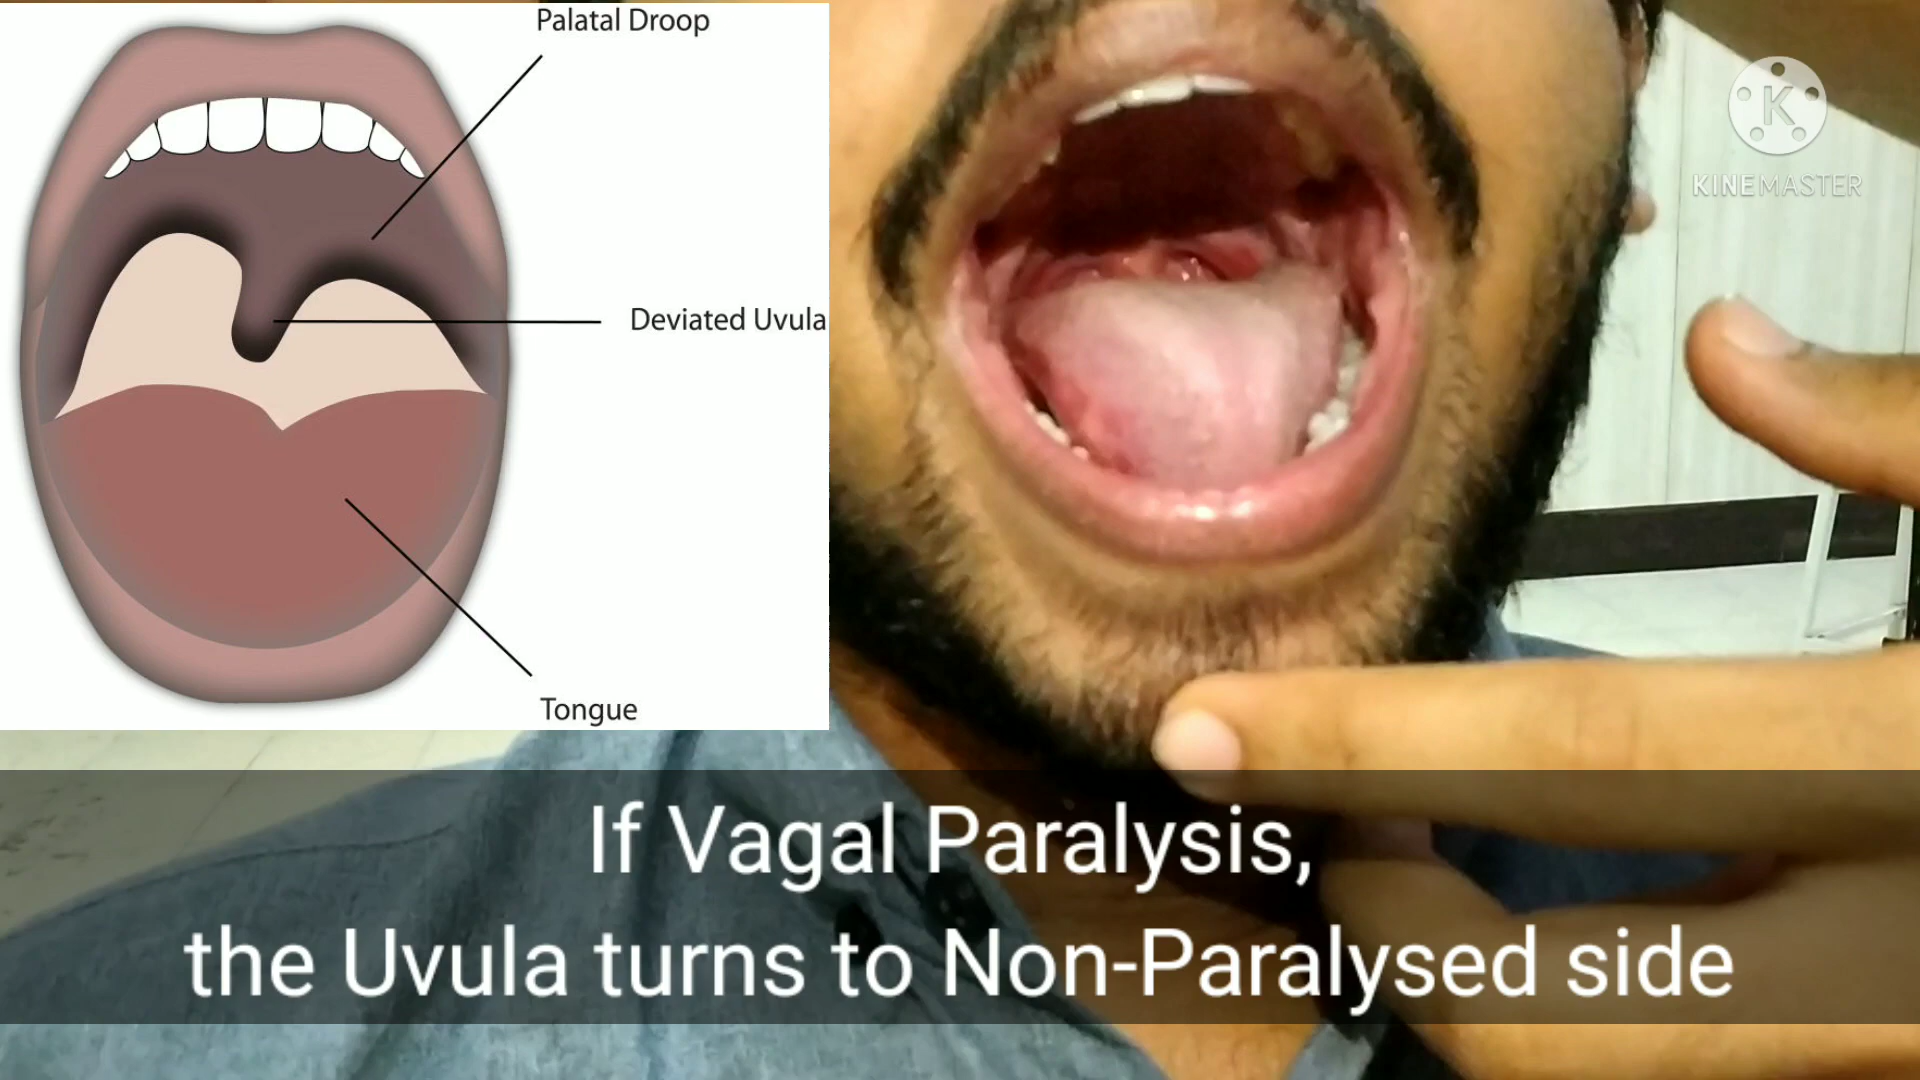 Palatal Droop
Deviated Uvula
Tongue
KINEMASTER
If Vagal Paralysis,
the Uvula turns to Non-Paralysed side